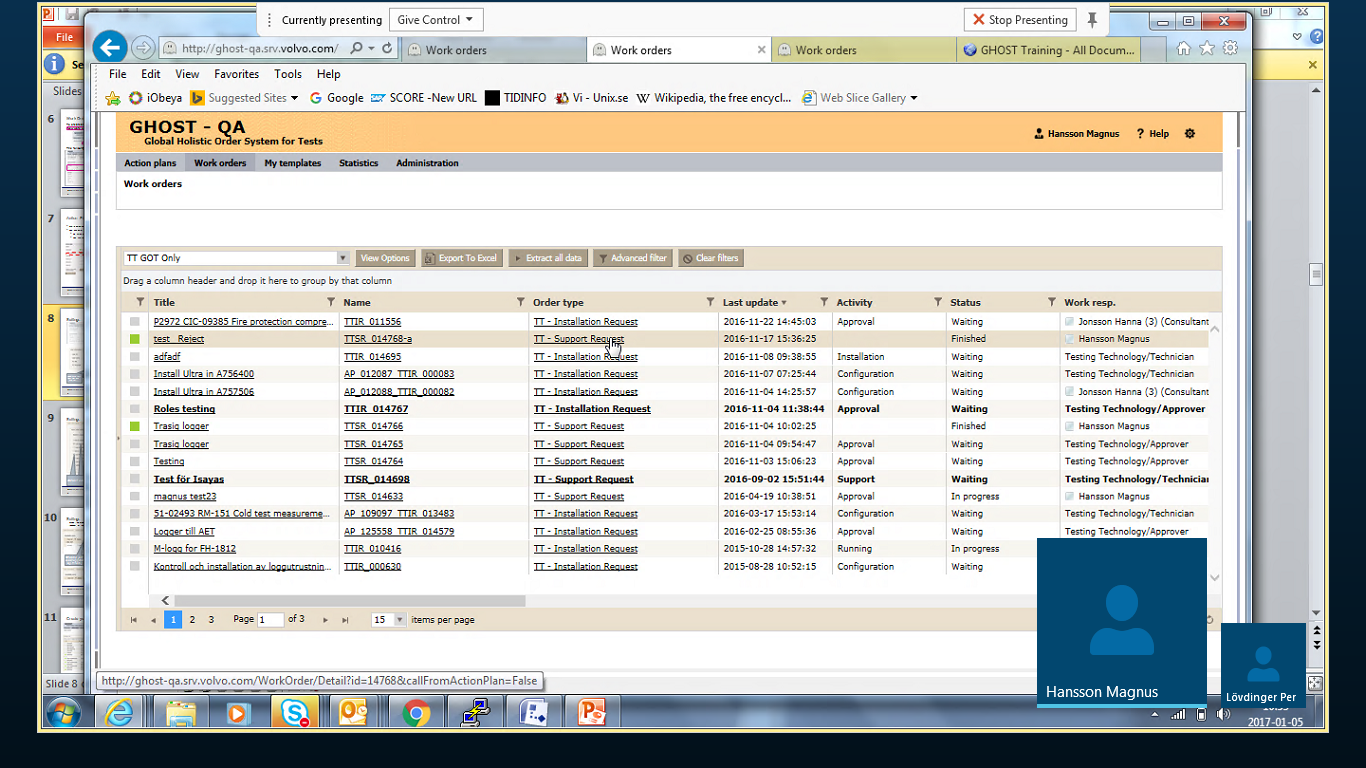 Currently presenting Give Control Stop Presenting
File
http://ghost-qa.srv.volvo.com/ Work orders Work orders Work orders GHOST Training - All Docum...
Se
File Edit View Favorites Tools Help
Slides
iObeya Suggested Sites Google SCORE -New URL TIDINFO Vi - Unix.se Wikipedia, the free encycl... Web Slice Gallery
6
GHOST - QA
Global Holistic Order System for Tests
Hansson Magnus ? Help
Action plans Work orders My templates Statistics Administration
Work orders
7
TT GOT Only View Options Export To Excel Extract all data Advanced filter Clear filters
Drag a column header and drop it here to group by that column
Title Name Order type Last update Activity Status Work resp.
8
P2972 CIC-09385 Fire protection compre... TTIR_011556 TT - Installation Request 2016-11-22 14:45:03 Approval Waiting Jonsson Hanna (3) (Consultant
test_ Reject TTSR_014768-a TT - Support Request 2016-11-17 15:36:25 Finished Hansson Magnus
adfadf TTIR_014695 TT - Installation Request 2016-11-08 09:38:55 Installation Waiting Testing Technology/Technician
Install Ultra in A756400 AP_012087_TTIR_000083 TT - Installation Request 2016-11-07 07:25:44 Configuration Waiting Testing Technology/Technician
Install Ultra in A757506 AP_012088_TTIR_000082 TT - Installation Request 2016-11-04 14:25:57 Configuration Waiting Jonsson Hanna (3) (Consultant
Roles testing TTIR_014767 TT - Installation Request 2016-11-04 11:38:44 Approval Waiting Testing Technology/Approver
9
Trasig logger TTSR_014766 TT - Support Request 2016-11-04 10:02:25 Finished Hansson Magnus
Trasig logger TTSR_014765 TT - Support Request 2016-11-04 09:54:47 Approval Waiting Testing Technology/Approver
Testing TTSR_014764 TT - Support Request 2016-11-03 15:06:23 Approval Waiting Testing Technology/Approver
Test för Isayas TTSR_014698 TT - Support Request 2016-09-02 15:51:44 Support Waiting Testing Technology/Technician
magnus test23 TTSR_014633 TT - Support Request 2016-04-19 10:38:51 Approval In progress Hansson Magnus
51-02493 RM-151 Cold test measureme... AP_109097_TTIR_013483 TT - Installation Request 2016-03-17 15:53:14 Configuration Waiting Testing Technology/Technician
10
Logger till AET AP_125558_TTIR_014579 TT - Installation Request 2016-02-25 08:55:36 Approval Waiting Testing Technology/Approver
M-logg for FH-1812 TTIR_010416 TT - Installation Request 2015-10-28 14:57:32 Running In progress
Kontroll och installation av loggutrustnin... TTIR_000630 TT - Installation Request 2015-08-28 10:52:15 Configuration Waiting
11
1 2 3 Page 1 of 3 15 items per page
Slide 8
http://ghost-qa.srv.volvo.com/WorkOrder/Detail?id=14768&callFromActionPlan=False
Hansson Magnus
Lövdinger Per
2017-01-05